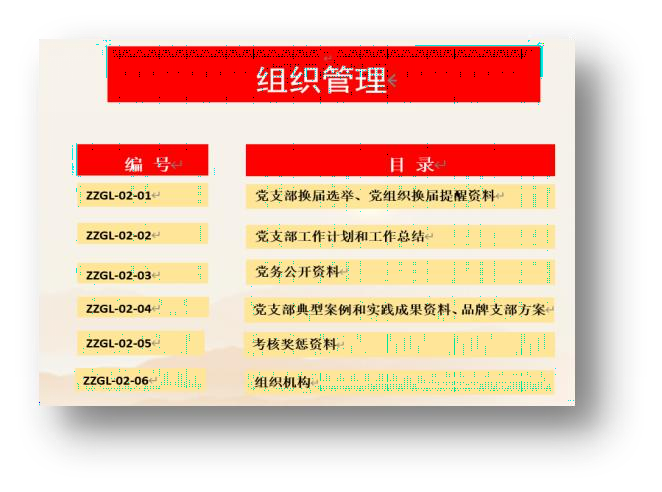 组织管理
编 号 目 录
ZZGL-02-01 党支部换届选举、党组织换届提醒资料
ZZGL-02-02 党支部工作计划和工作总结
ZZGL-02-03 党务公开资料
ZZGL-02-04 党支部典型案例和实践成果资料、品牌支部方案
ZZGL-02-05 考核奖惩资料
ZZGL-02-06 组织机构